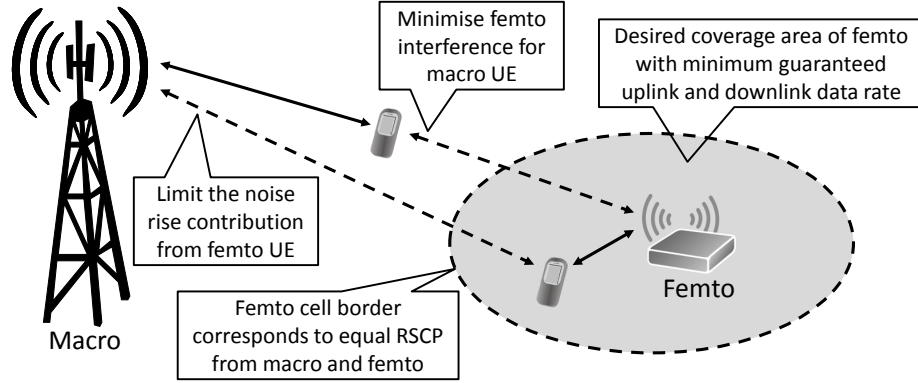 Minimise femto
interference for
macro UE
Desired coverage area of femto
with minimum guaranteed
uplink and downlink data rate
Limit the noise
rise contribution
from femto UE
Femto cell border
corresponds to equal RSCP
from macro and femto
Macro
Femto